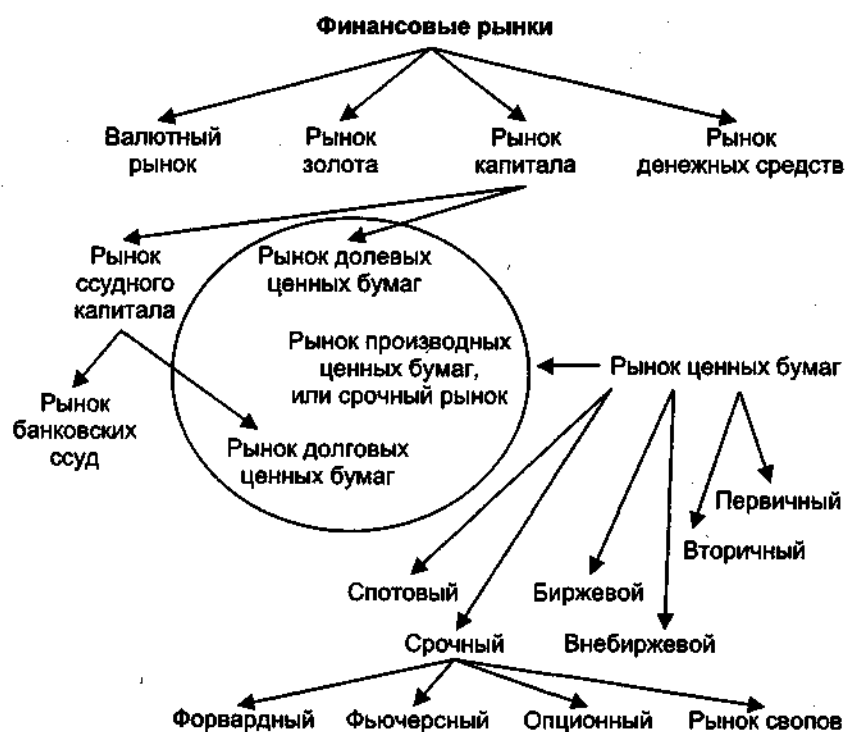 Финансовые рынки
Валютный
рынок
Рынок
золота
Рынок
капитала
Рынок
денежных средств
Рынок
ссудного
капитала
Рынок долевых
ценных бумаг
Рынок производных
ценных бумаг,
или срочный рынок
Рынок ценных бумаг
Рынок
банковских
ссуд
Рынок долговых
ценных бумаг
Первичный
Вторичный
Спотовый
Биржевой
Срочный
Внебиржевой
Форвардный
Фьючерсный
Опционный
Рынок свопов